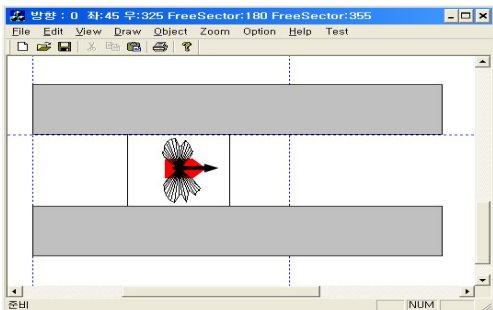 방향 : 0 좌:45 우:325 FreeSector:180 FreeSector:355
File Edit View Draw Object Zoom Option Help Test
준비 NUM